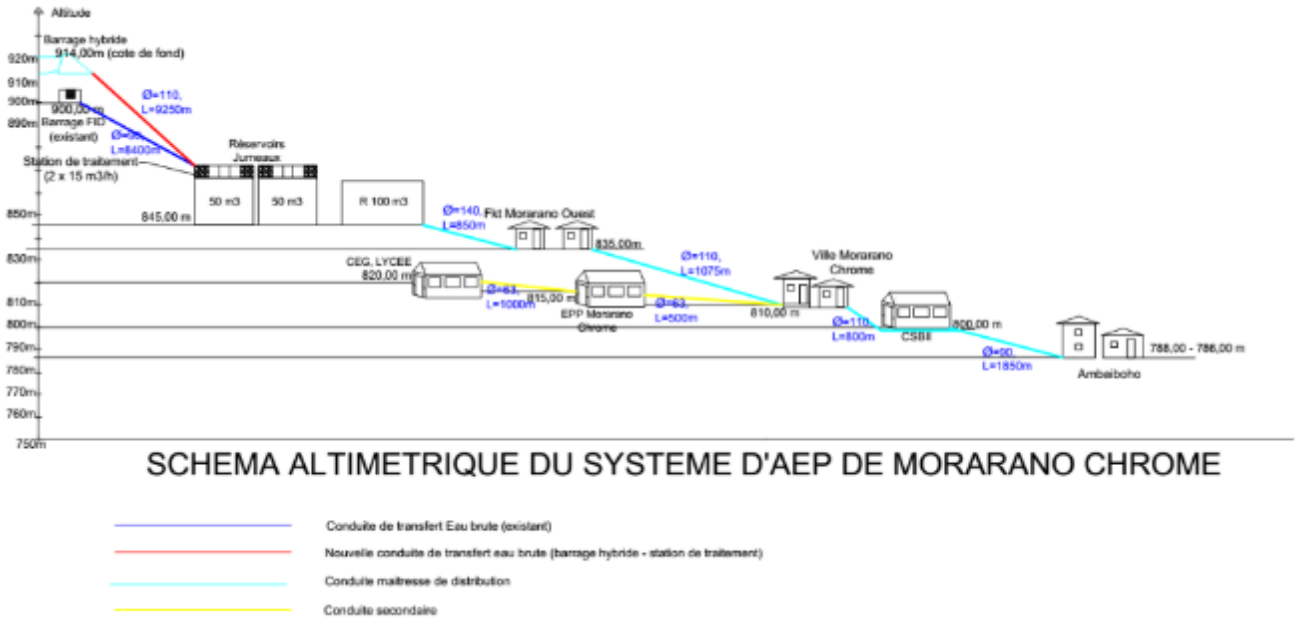 Altitude
Barrage hybride
914,00m (cote de fond)
920m
910m
900m
890m
900,00 m
Barrage FID
(existant)
Ø=110,
L=9250m
Ø=90,
L=8400m
Station de traitement
(2 x 15 m3/h)
Réservoirs
Jumeaux
50 m3
50 m3
R 100 m3
850m
845,00 m
Ø=140,
L=850m
Fkt Morarano Ouest
835,00m
830m
Ø=110,
L=1075m
Ville Morarano
Chrome
CEG, LYCEE
820,00 m
Ø=63,
L=1000m
815,00 m
EPP Morarano
Chrome
Ø=63,
L=500m
810m
810,00 m
Ø=110,
L=800m
800m
800,00 m
CSBII
790m
Ø=90,
L=1850m
788,00 - 786,00 m
Ambaiboho
780m
770m
760m
750m
SCHEMA ALTIMETRIQUE DU SYSTEME D'AEP DE MORARANO CHROME
Conduite de transfert Eau brute (existant)
Nouvelle conduite de transfert eau brute (barrage hybride - station de traitement)
Conduite maitresse de distribution
Conduite secondaire